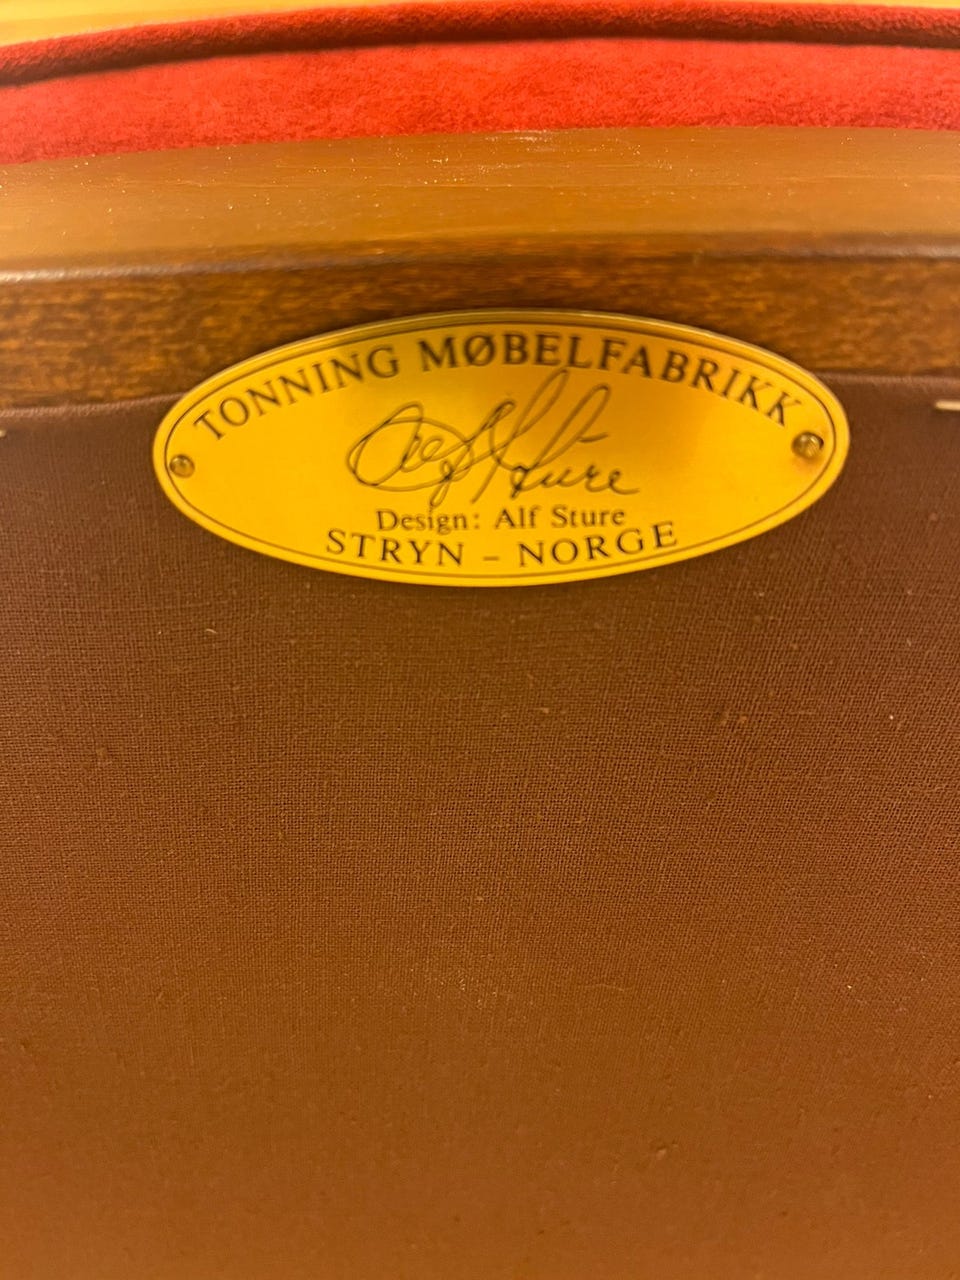 TONNING MØBELFABRIKK
Alf Sture
Design: Alf Sture
STRYN - NORGE